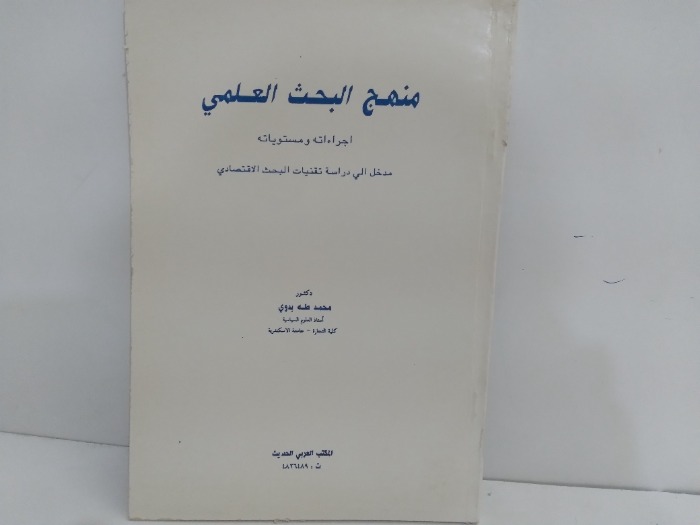 منهج البحث العلمي
اجراءاته ومستوياته
مدخل الي دراسة تقنيات البحث الاقتصادي
دكتور
محمد طه بدوي
أستاذ العلوم السياسية
كلية التجارة - جامعة الاسكندرية
المكتب العربي الحديث
ت : ٤٨٣٦٤٨٩